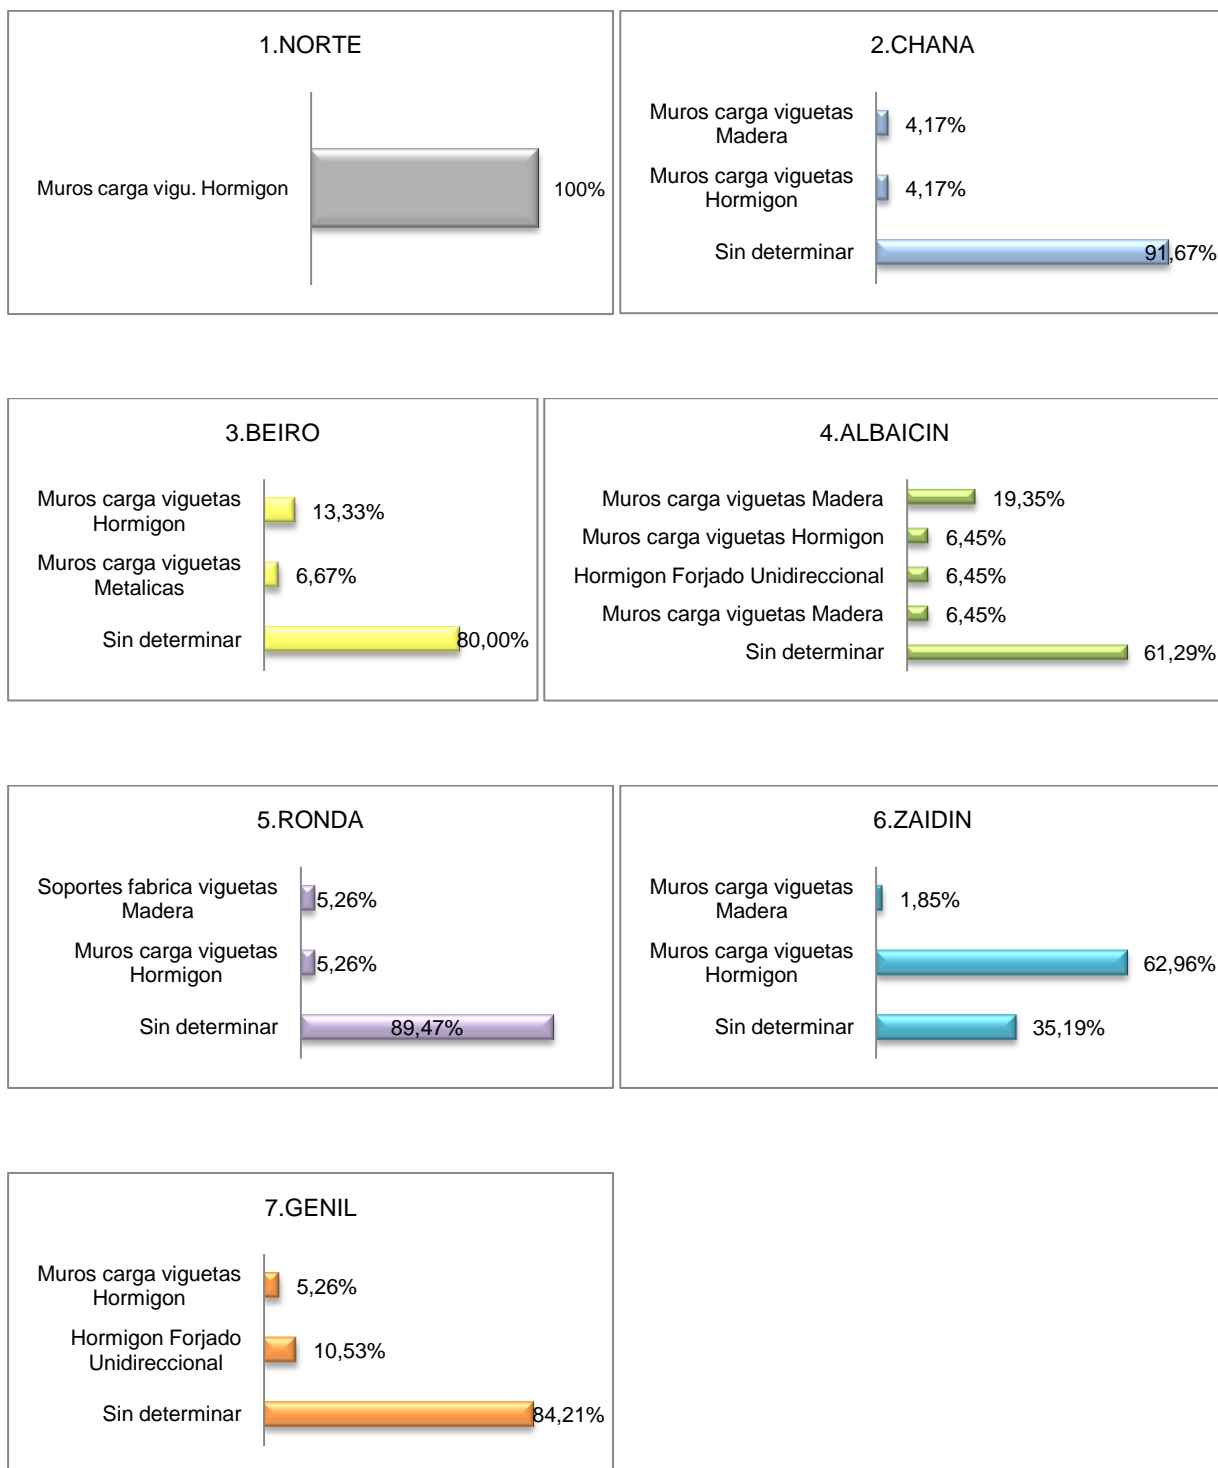 1.NORTE
Muros carga vigu. Hormigon
100%
2.CHANA
Muros carga viguetas
Madera
4,17%
Muros carga viguetas
Hormigon
4,17%
Sin determinar
91,67%
3.BEIRO
Muros carga viguetas
Hormigon
13,33%
Muros carga viguetas
Metalicas
6,67%
Sin determinar
80,00%
4.ALBAICIN
Muros carga viguetas Madera
19,35%
Muros carga viguetas Hormigon
6,45%
Hormigon Forjado Unidireccional
6,45%
Muros carga viguetas Madera
6,45%
Sin determinar
61,29%
5.RONDA
Soportes fabrica viguetas
Madera
5,26%
Muros carga viguetas
Hormigon
5,26%
Sin determinar
89,47%
6.ZAIDIN
Muros carga viguetas
Madera
1,85%
Muros carga viguetas
Hormigon
62,96%
Sin determinar
35,19%
7.GENIL
Muros carga viguetas
Hormigon
5,26%
Hormigon Forjado
Unidireccional
10,53%
Sin determinar
84,21%